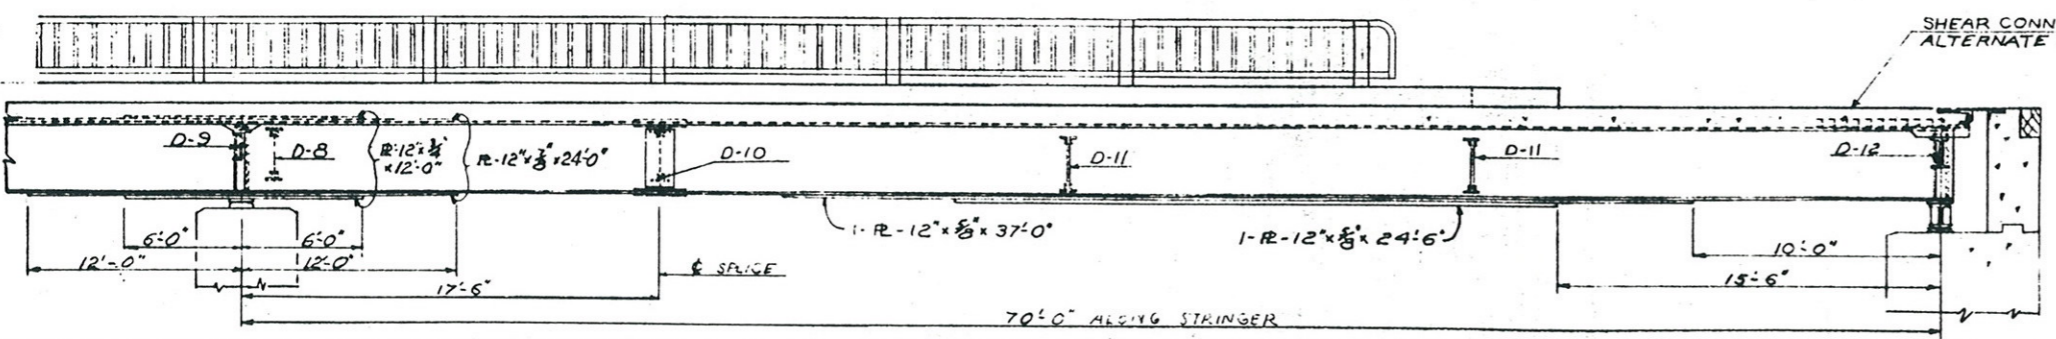 SHEAR CONN
ALTERNATE
D-9
D-8
PL-12"x¾"
x12'-0"
PL-12"x⅞"x24'-0"
D-10
D-11
D-11
D-12
1-PL-12"x⅝"x37'-0"
1-PL-12"x⅝"x24'-6"
6'-0"
6'-0"
12'-0"
12'-0"
℄ SPLICE
10'-0"
17'-6"
15'-6"
70'-0" ALONG STRINGER